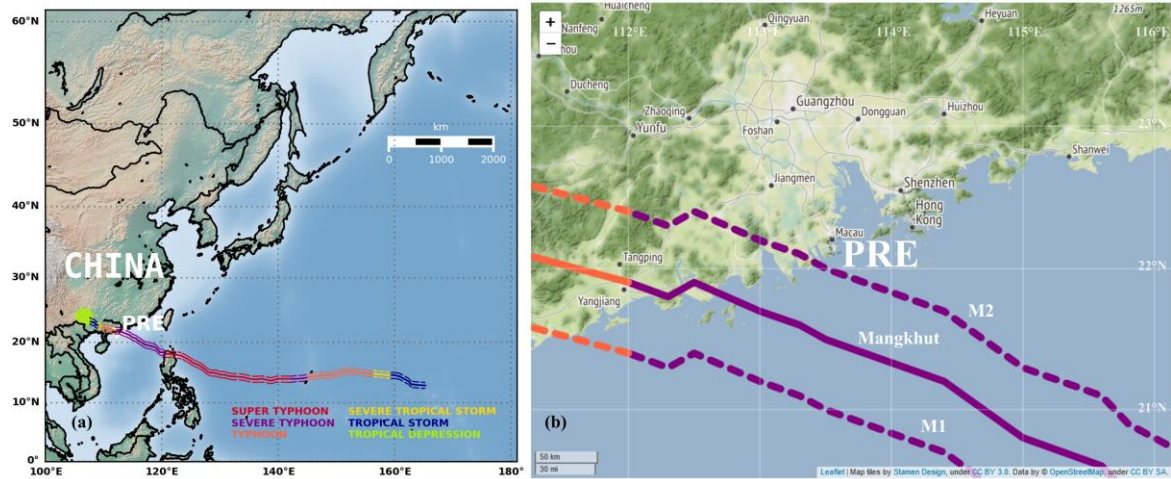 60°N
50°N
40°N
30°N
20°N
10°N
0°
100°E
120°E
140°E
160°E
180°
km
0
1000
2000
CHINA
PRE
SUPER TYPHOON
SEVERE TYPHOON
TYPHOON
SEVERE TROPICAL STORM
TROPICAL STORM
TROPICAL DEPRESSION
(a)
+
−
Huaicheng
Nanfeng
112°E
Qingyuan
113°E
114°E
Heyuan
115°E
1265m
116°E
Ducheng
Zhaoqing
Yunfu
Guangzhou
Foshan
Dongguan
Huizhou
23°N
Shanwei
Jiangmen
Shenzhen
Hong
Kong
Macau
PRE
Tangping
22°N
Yangjiang
M2
Mangkhut
M1
21°N
(b)
50 km
30 mi
Leaflet | Map tiles by Stamen Design, under CC BY 3.0. Data by © OpenStreetMap, under CC BY SA.